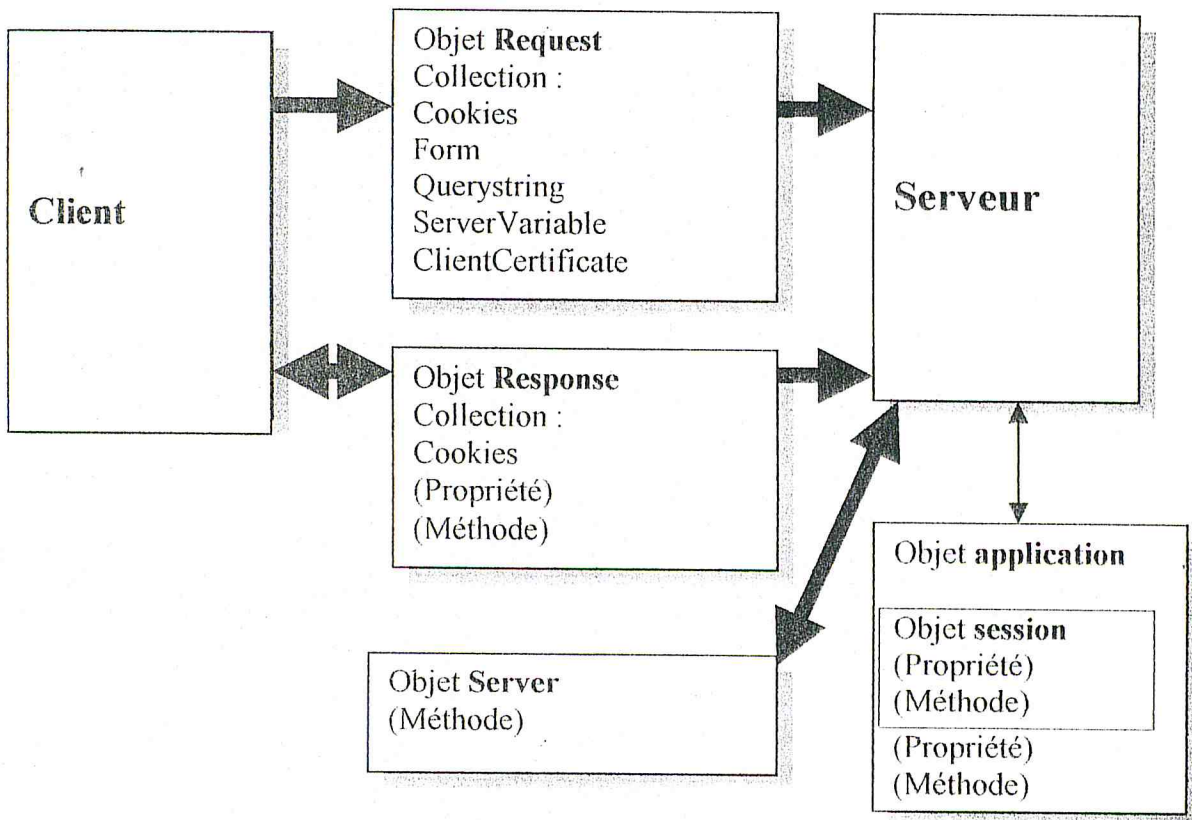 Client
Objet Request
Collection :
Cookies
Form
Querystring
ServerVariable
ClientCertificate
Serveur
Objet Response
Collection :
Cookies
(Propriété)
(Méthode)
Objet Server
(Méthode)
Objet application
Objet session
(Propriété)
(Méthode)
(Propriété)
(Méthode)